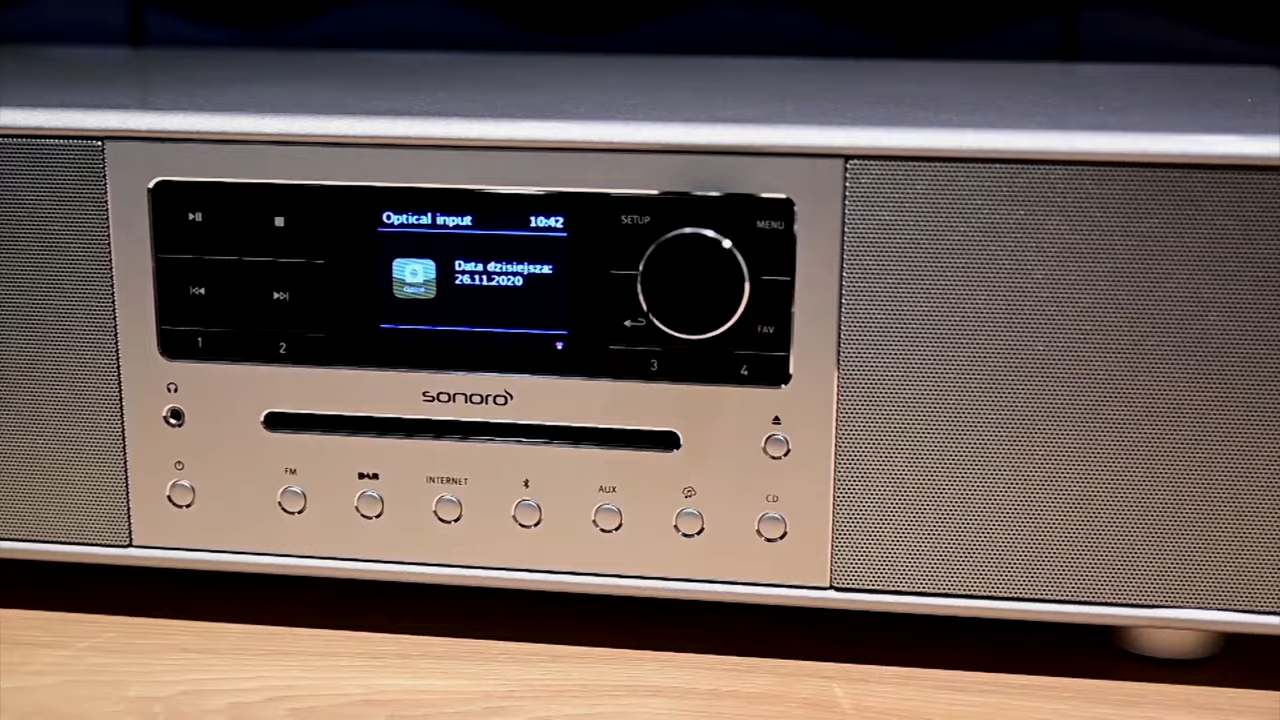 SETUP
MENU
Optical input 10:42
Data dzisiejsza:
26.11.2020
FAV
1
2
3
4
sonoro
FM
DAB
INTERNET
AUX
CD